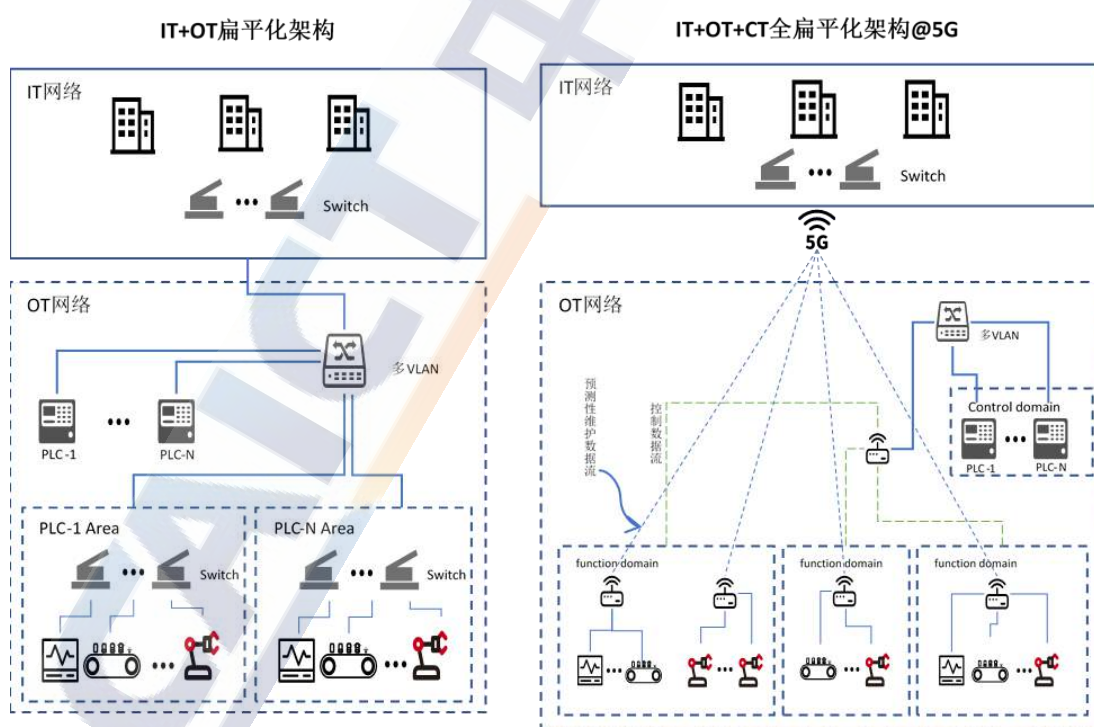 IT+OT扁平化架构
IT网络
Switch
OT网络
多VLAN
PLC-1
PLC-N
PLC-1 Area
Switch
PLC-N Area
Switch
IT+OT+CT全扁平化架构@5G
IT网络
Switch
5G
OT网络
多VLAN
预测性维护数据流
控制数据流
Control domain
PLC-1
PLC-N
function domain
function domain
function domain
CAICT